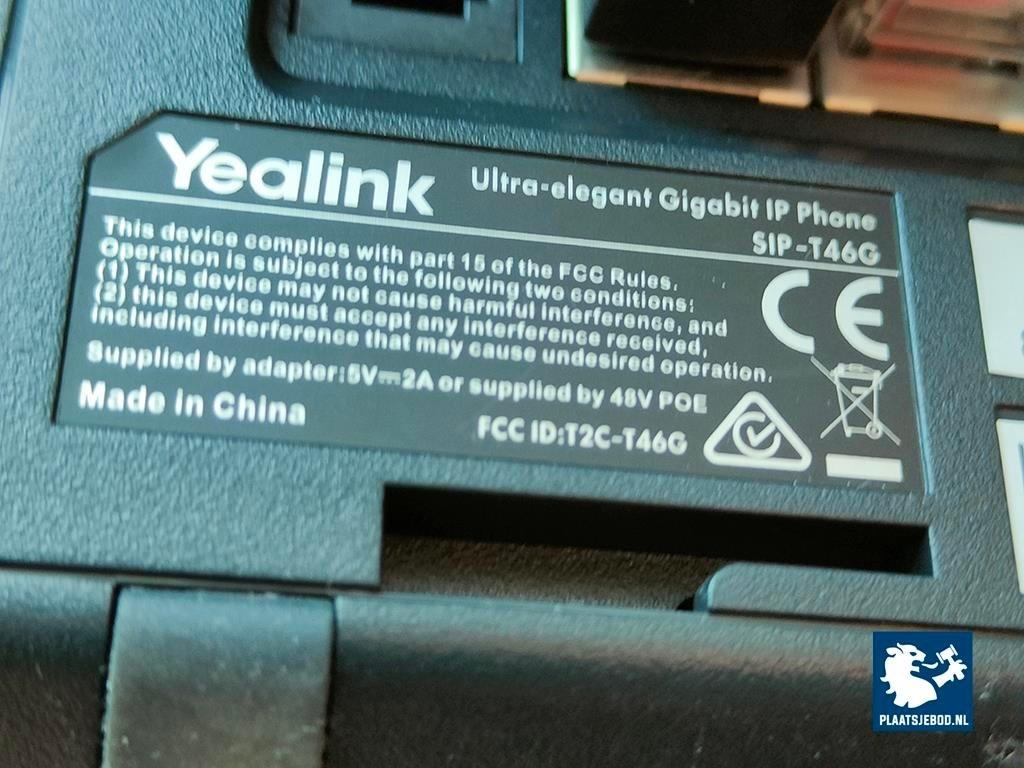 Yealink
Ultra-elegant Gigabit IP Phone
SIP-T46G
This device complies with part 15 of the FCC Rules.
Operation is subject to the following two conditions:
(1) This device may not cause harmful interference, and
(2) this device must accept any interference received,
including interference that may cause undesired operation.
Supplied by adapter:5V⎓2A or supplied by 48V POE
Made in China
FCC ID:T2C-T46G
CE
PLAATSJEBOD.NL